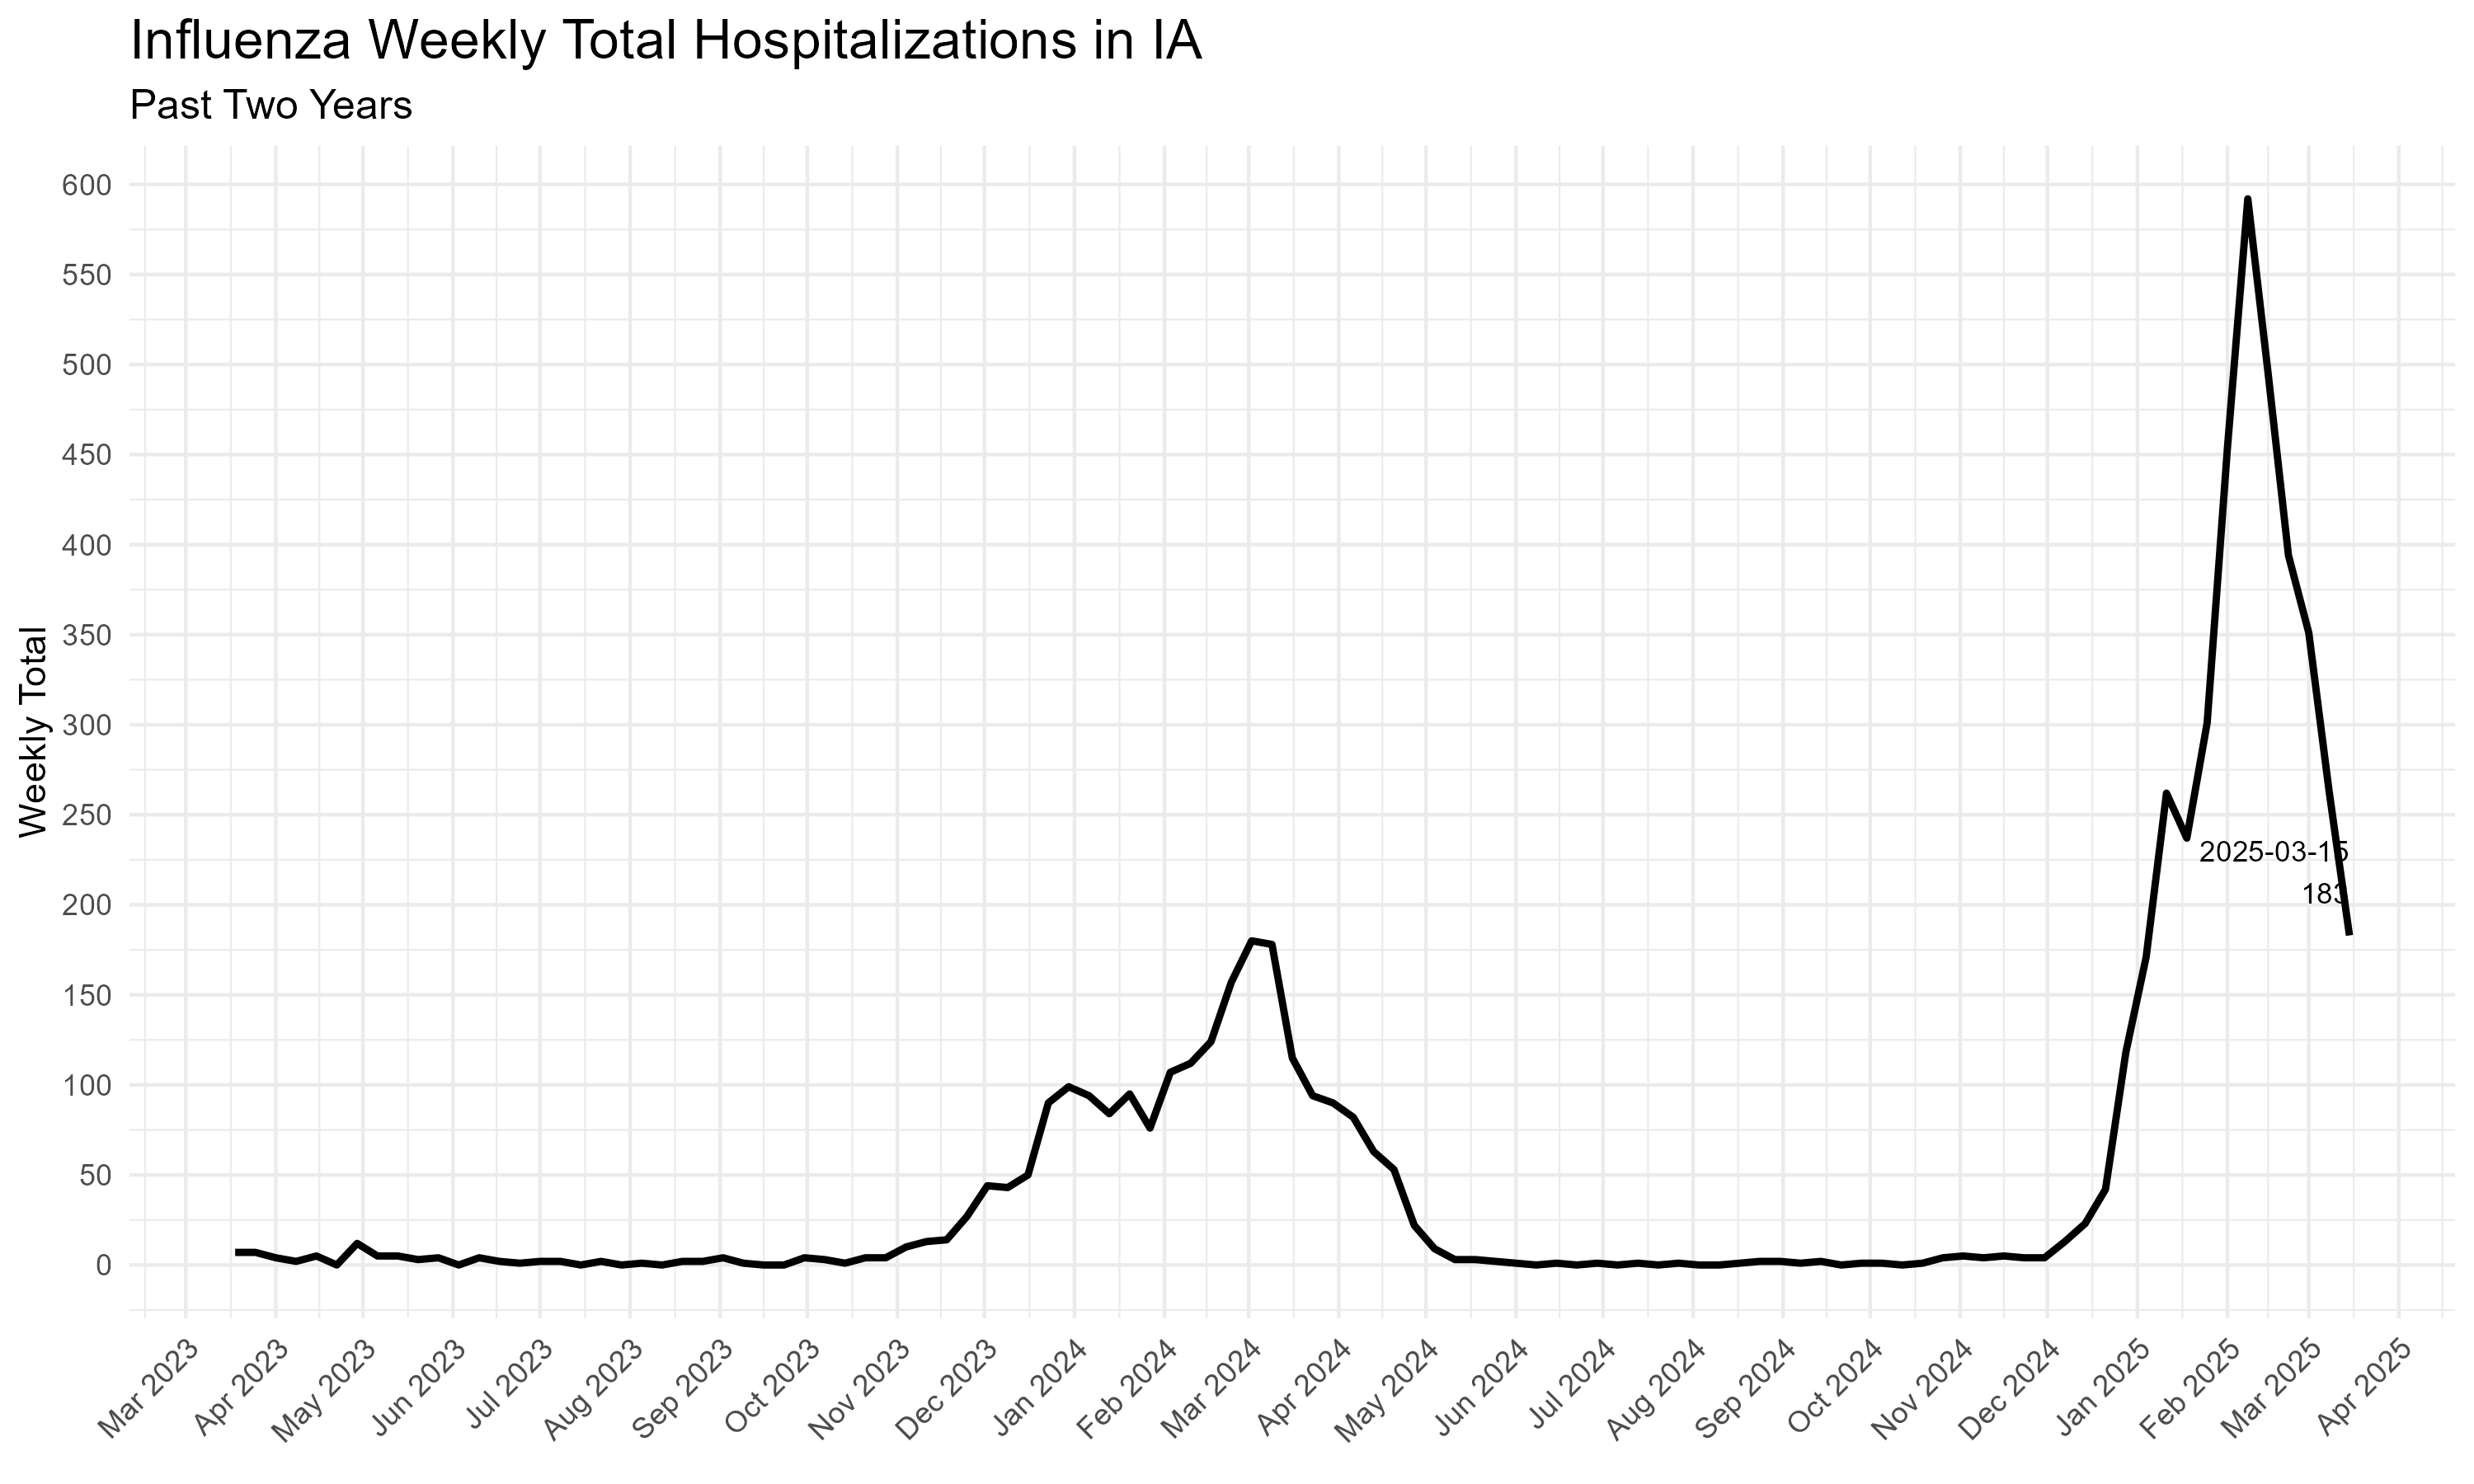 Influenza Weekly Total Hospitalizations in IA
Past Two Years
Weekly Total
600
550
500
450
400
350
300
250
200
150
100
50
0
2025-03-15
183
Mar 2023
Apr 2023
May 2023
Jun 2023
Jul 2023
Aug 2023
Sep 2023
Oct 2023
Nov 2023
Dec 2023
Jan 2024
Feb 2024
Mar 2024
Apr 2024
May 2024
Jun 2024
Jul 2024
Aug 2024
Sep 2024
Oct 2024
Nov 2024
Dec 2024
Jan 2025
Feb 2025
Mar 2025
Apr 2025